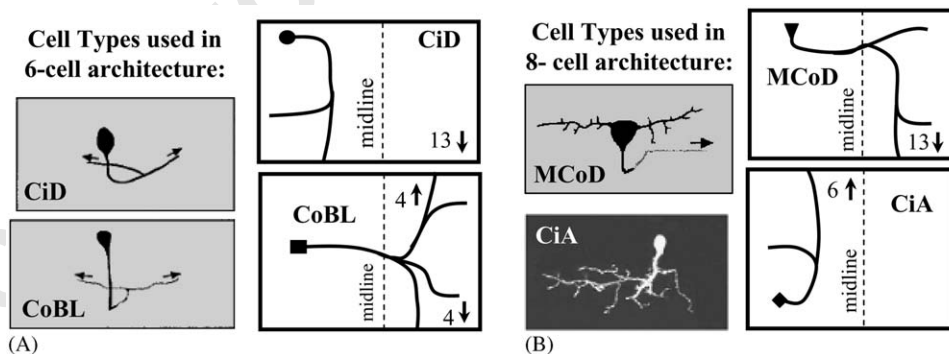 Cell Types used in
6-cell architecture:
CiD
CoBL
(A)
CiD
midline
13
CoBL
4
midline
4
Cell Types used in
8- cell architecture:
MCoD
CiA
(B)
MCoD
midline
13
6
CiA
midline